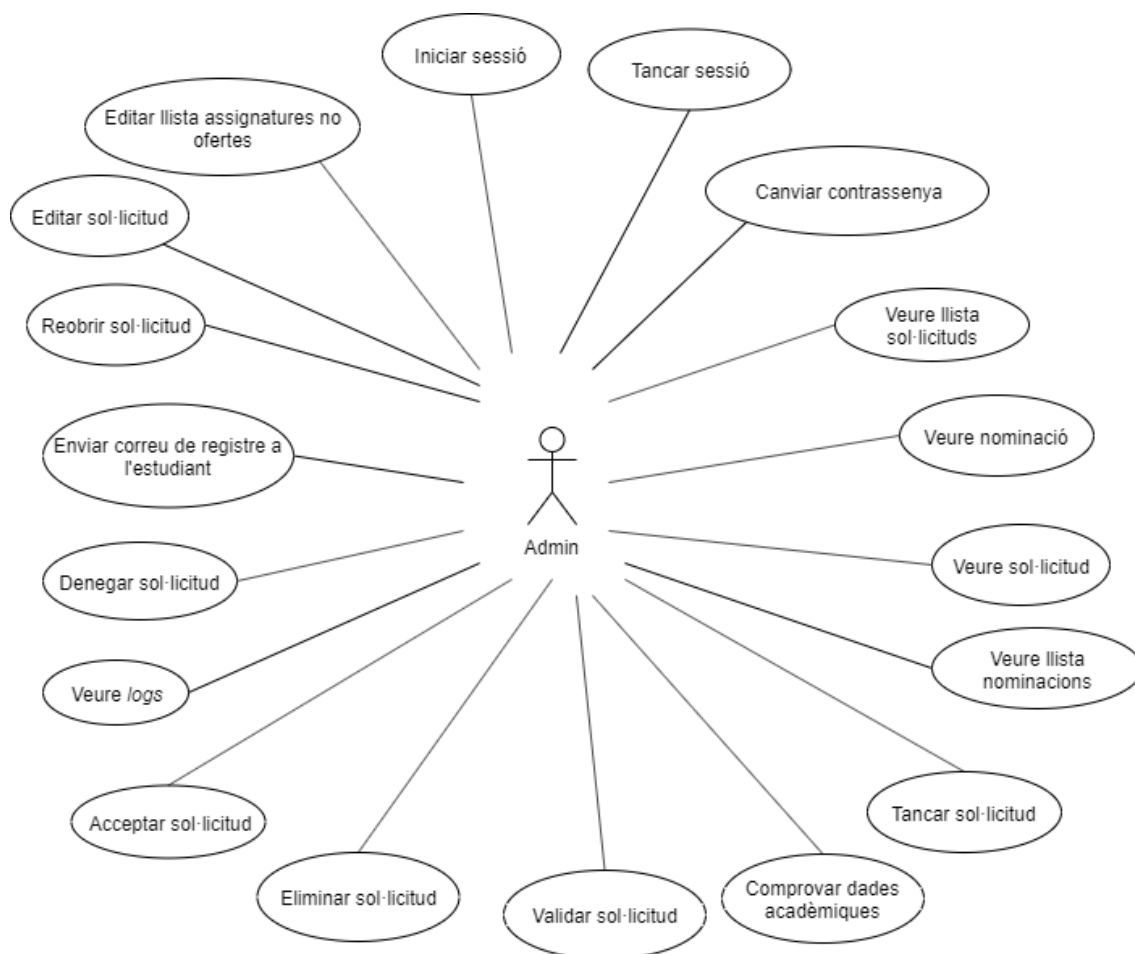 Iniciar sessió
Tancar sessió
Editar llista assignatures no
ofertes
Canviar contrassenya
Editar sol·licitud
Reobrir sol·licitud
Veure llista
sol·licituds
Enviar correu de registre a
l'estudiant
Veure nominació
Admin
Denegar sol·licitud
Veure sol·licitud
Veure logs
Veure llista
nominacions
Acceptar sol·licitud
Tancar sol·licitud
Eliminar sol·licitud
Validar sol·licitud
Comprovar dades
acadèmiques